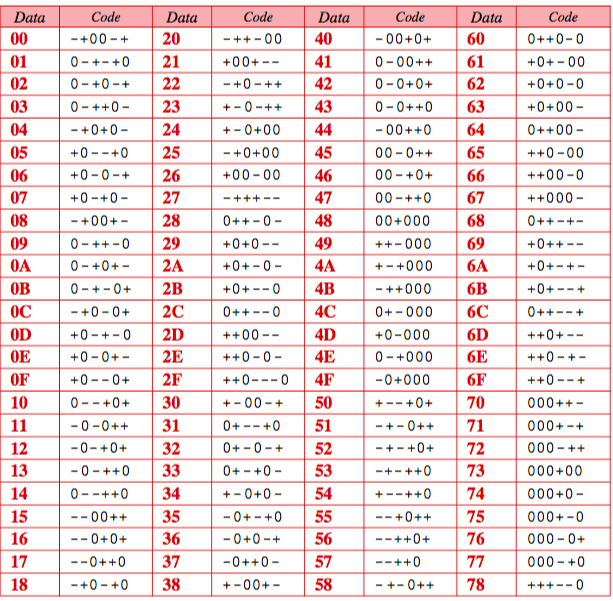 Data Code Data Code Data Code Data Code
00 -+00-+ 20 -++-00 40 -00+0+ 60 0++0-0
01 0-+-+0 21 +00+-- 41 0-00++ 61 +0+-00
02 0-+0-+ 22 -+0-++ 42 0-0+0+ 62 +0+0-0
03 0-++0- 23 +-0-++ 43 0-0++0 63 +0+00-
04 -+0+0- 24 +-0+00 44 -00++0 64 0++00-
05 +0--+0 25 -+0+00 45 00-0++ 65 ++0-00
06 +0-0-+ 26 +00-00 46 00-+0+ 66 ++00-0
07 +0-+0- 27 -+++-- 47 00-++0 67 ++000-
08 -+00+- 28 0++-0- 48 00+000 68 0++-+-
09 0-++-0 29 +0+0-- 49 ++-000 69 +0++--
0A 0-+0+- 2A +0+-0- 4A +-+000 6A +0+-+-
0B 0-+-0+ 2B +0+--0 4B -++000 6B +0+--+
0C -+0-0+ 2C 0++--0 4C 0+-000 6C 0++--+
0D +0-+-0 2D ++00-- 4D +0-000 6D ++0+--
0E +0-0+- 2E ++0-0- 4E 0-+000 6E ++0-+-
0F +0--0+ 2F ++0---0 4F -0+000 6F ++0--+
10 0--+0+ 30 +-00-+ 50 +--+0+ 70 000++-
11 -0-0++ 31 0+--+0 51 -+-0++ 71 000+-+
12 -0-+0+ 32 0+-0-+ 52 -+-+0+ 72 000-++
13 -0-++0 33 0+-+0- 53 -+-++0 73 000+00
14 0--++0 34 +-0+0- 54 +--++0 74 000+0-
15 --00++ 35 -0+-+0 55 --+0++ 75 000+-0
16 --0+0+ 36 -0+0-+ 56 --++0+ 76 000-0+
17 --0++0 37 -0++0- 57 --++0 77 000-+0
18 -+0-+0 38 +-00+- 58 -+-0++ 78 +++--0